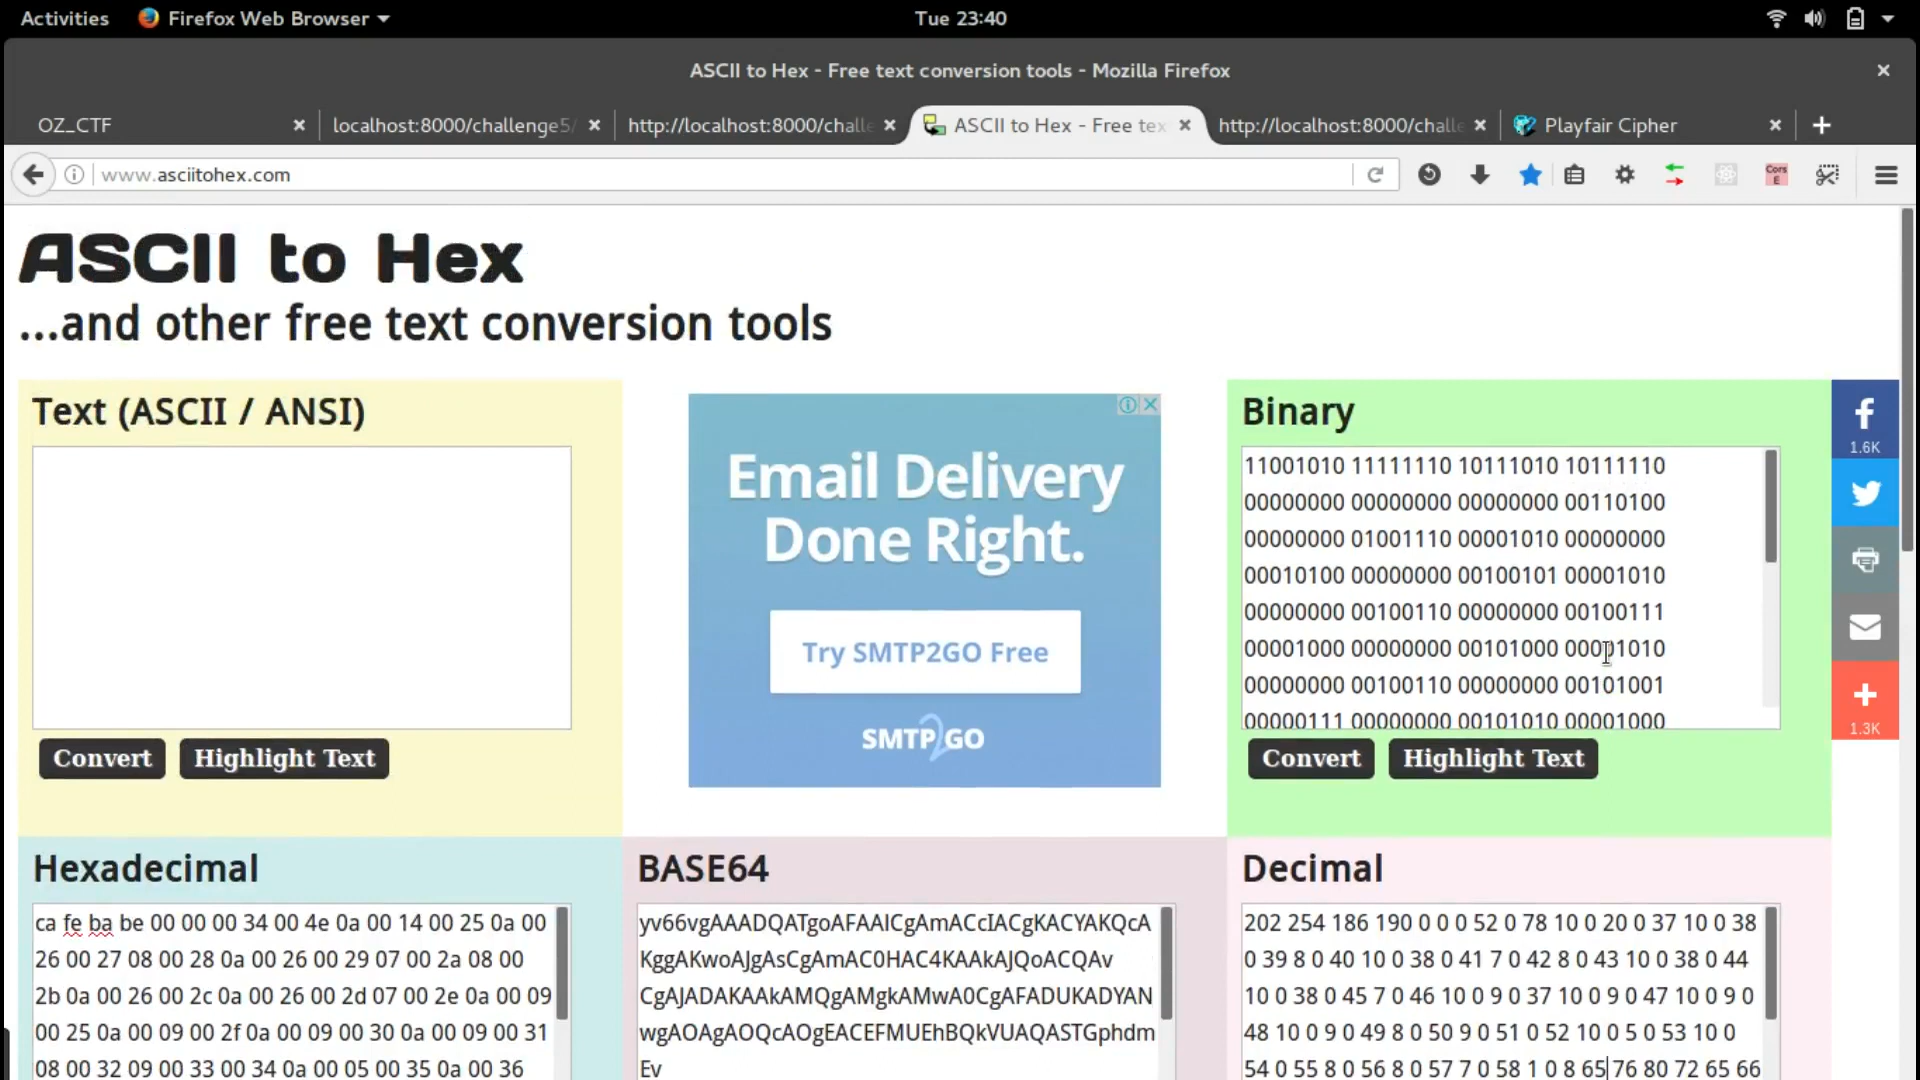 Activities Firefox Web Browser Tue 23:40
ASCII to Hex - Free text conversion tools - Mozilla Firefox
OZ_CTF localhost:8000/challenge5/ http://localhost:8000/challe ASCII to Hex - Free tex http://localhost:8000/challe Playfair Cipher
www.asciitohex.com
Cors E
ASCII to Hex
...and other free text conversion tools
Text (ASCII / ANSI)
Convert Highlight Text
Email Delivery
Done Right.
Try SMTP2GO Free
SMTP2GO
Binary
11001010 11111110 10111010 10111110
00000000 00000000 00000000 00110100
00000000 01001110 00001010 00000000
00010100 00000000 00100101 00001010
00000000 00100110 00000000 00100111
00001000 00000000 00101000 00001010
00000000 00100110 00000000 00101001
00000111 00000000 00101010 00001000
Convert Highlight Text
1.6K
1.3K
Hexadecimal
ca fe ba be 00 00 00 34 00 4e 0a 00 14 00 25 0a 00
26 00 27 08 00 28 0a 00 26 00 29 07 00 2a 08 00
2b 0a 00 26 00 2c 0a 00 26 00 2d 07 00 2e 0a 00 09
00 25 0a 00 09 00 2f 0a 00 09 00 30 0a 00 09 00 31
08 00 32 09 00 33 00 34 0a 00 05 00 35 0a 00 36
BASE64
yv66vgAAADQATgoAFAAlCgAmACcIACgKACYAKQcA
KggAKwoAJgAsCgAmAC0HAC4KAAkAJQoACQAv
CgAJADAKAAkAMQgAMgkAMwA0CgAFADUKADYAN
wgAOAgAOQcAOgEACEFMUEhBQkVUAQASTGphdm
Ev
Decimal
202 254 186 190 0 0 0 52 0 78 10 0 20 0 37 10 0 38
0 39 8 0 40 10 0 38 0 41 7 0 42 8 0 43 10 0 38 0 44
10 0 38 0 45 7 0 46 10 0 9 0 37 10 0 9 0 47 10 0 9 0
48 10 0 9 0 49 8 0 50 9 0 51 0 52 10 0 5 0 53 10 0
54 0 55 8 0 56 8 0 57 7 0 58 1 0 8 65 76 80 72 65 66